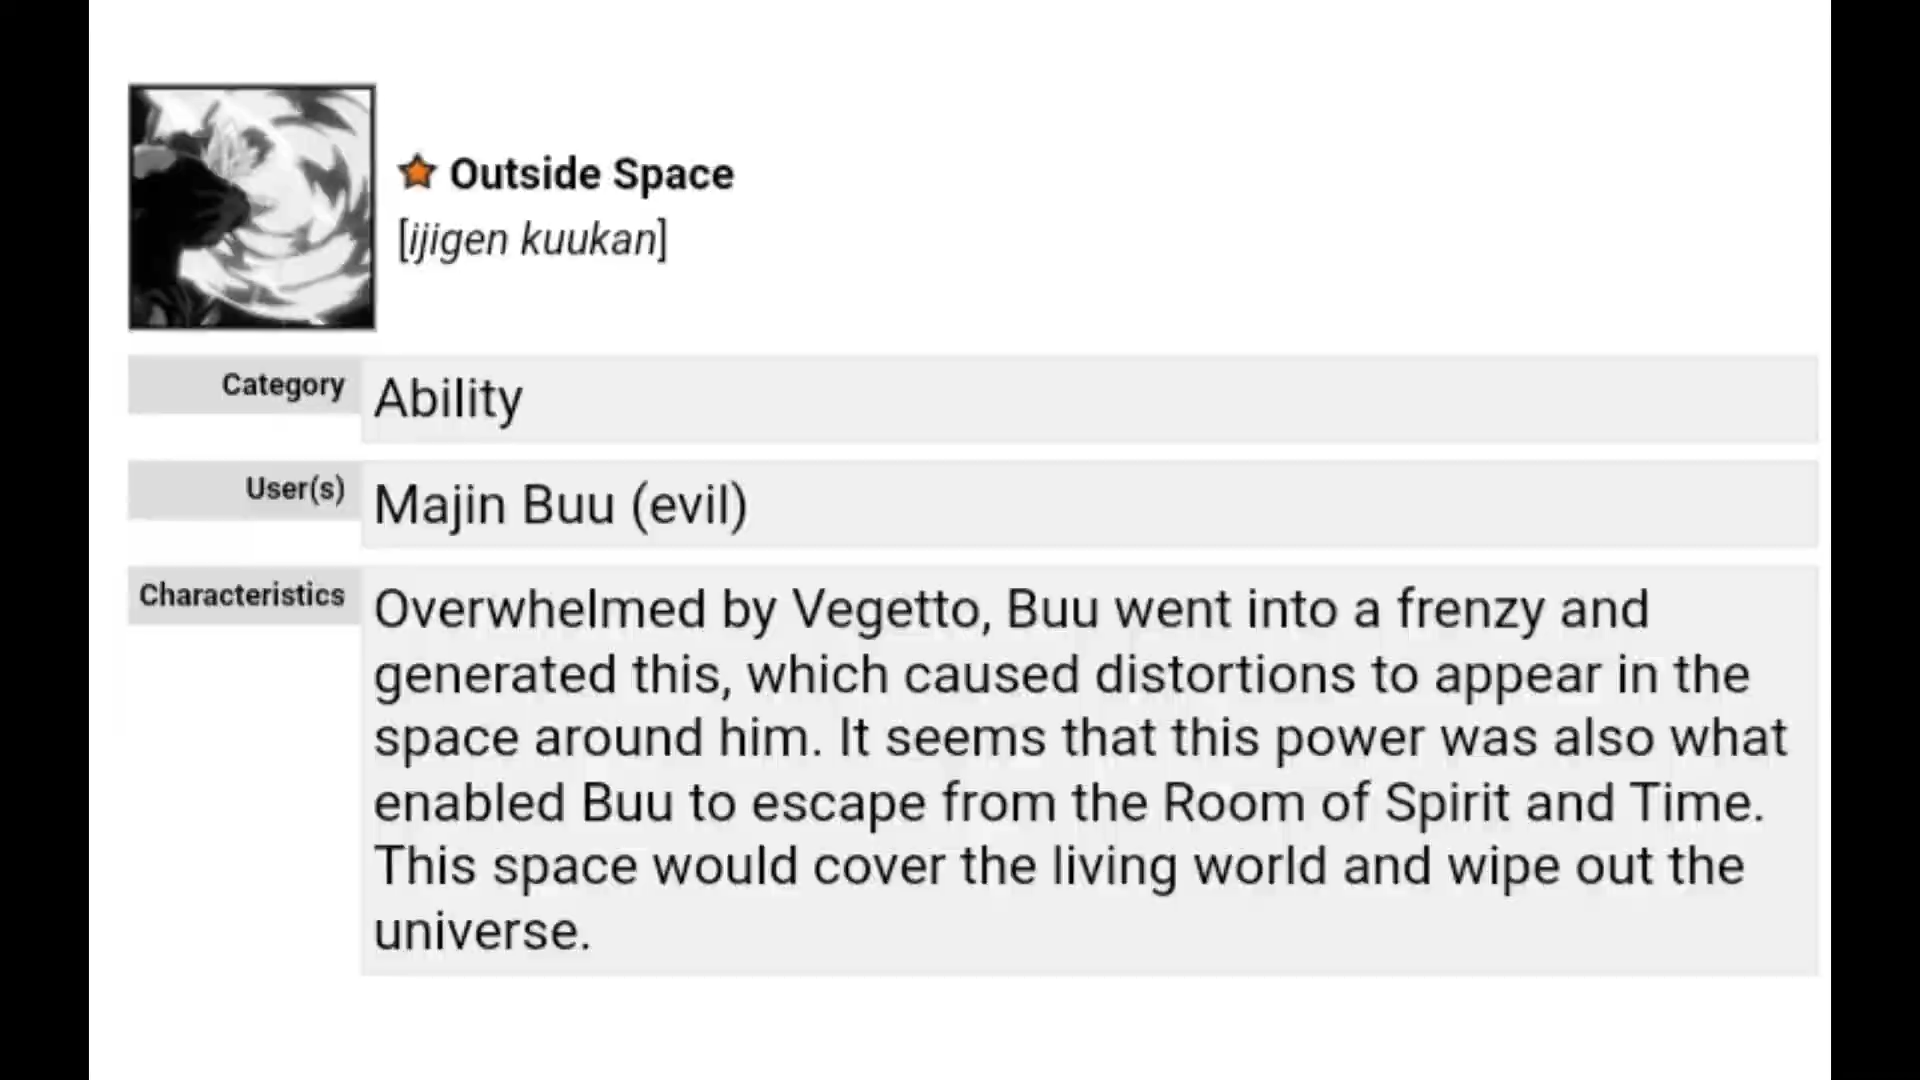 Outside Space
[ijigen kuukan]
Category
Ability
User(s)
Majin Buu (evil)
Characteristics
Overwhelmed by Vegetto, Buu went into a frenzy and
generated this, which caused distortions to appear in the
space around him. It seems that this power was also what
enabled Buu to escape from the Room of Spirit and Time.
This space would cover the living world and wipe out the
universe.